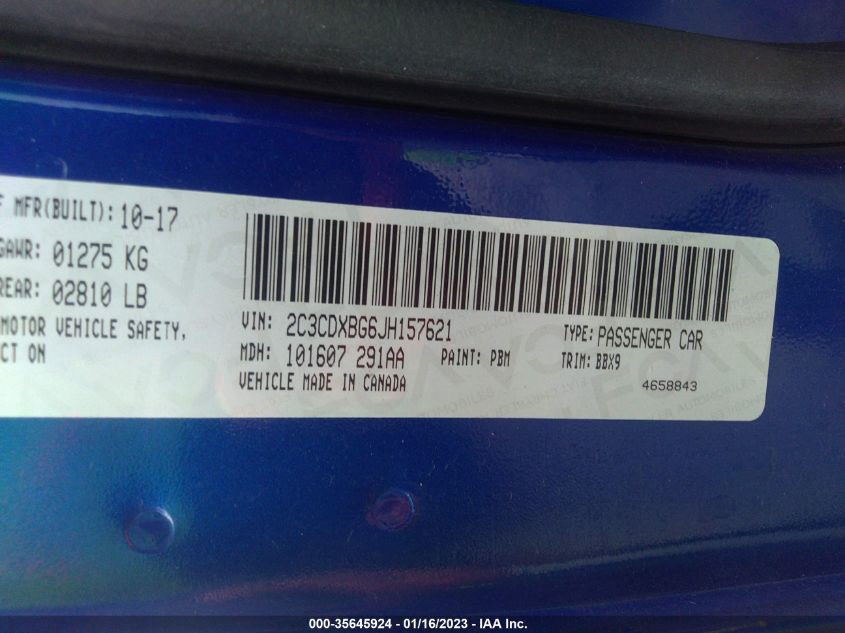 F MFR(BUILT): 10-17
GAWR: 01275 KG
REAR: 02810 LB
MOTOR VEHICLE SAFETY,
CT ON
VIN: 2C3CDXBG6JH157621
TYPE: PASSENGER CAR
MDH: 101607 291AA
PAINT: PBM
TRIM: BBX9
VEHICLE MADE IN CANADA
4658843
000-35645924 - 01/16/2023 - IAA Inc.